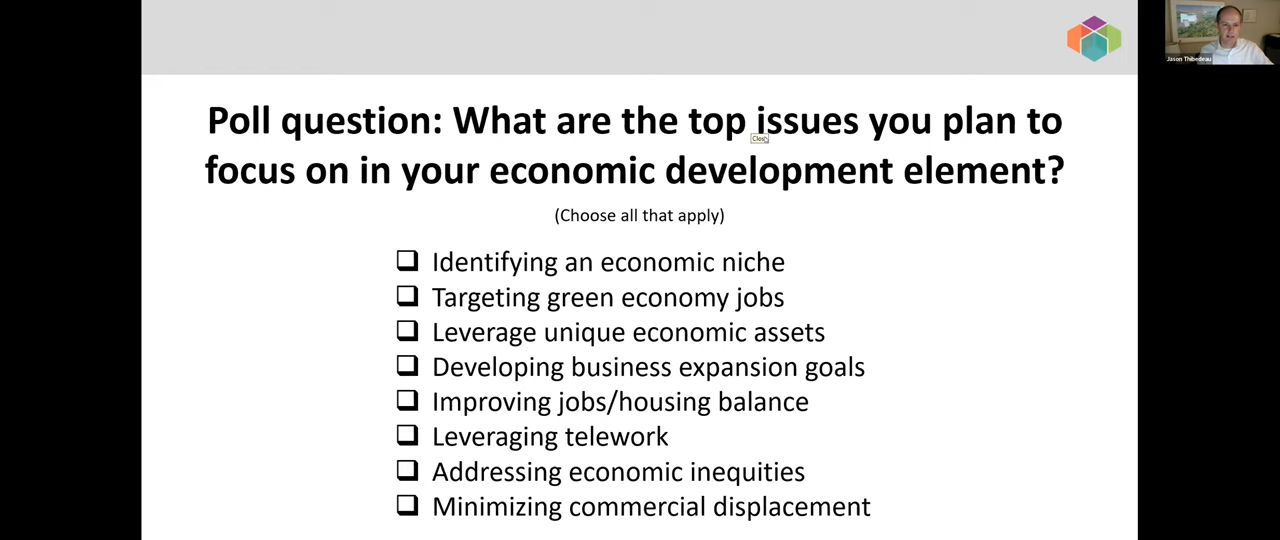 Poll question: What are the top issues you plan to
focus on in your economic development element?
(Choose all that apply)
Identifying an economic niche
Targeting green economy jobs
Leverage unique economic assets
Developing business expansion goals
Improving jobs/housing balance
Leveraging telework
Addressing economic inequities
Minimizing commercial displacement
Jason Thibedeau